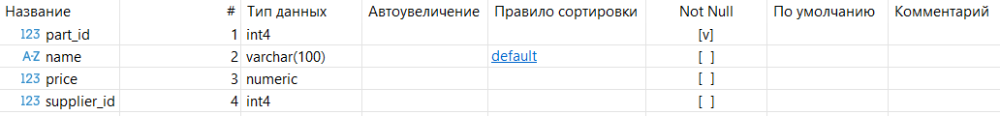 Название # Тип данных Автоувеличение Правило сортировки Not Null По умолчанию Комментарий
123 part_id 1 int4 [v]
A-Z name 2 varchar(100) default [ ]
123 price 3 numeric [ ]
123 supplier_id 4 int4 [ ]